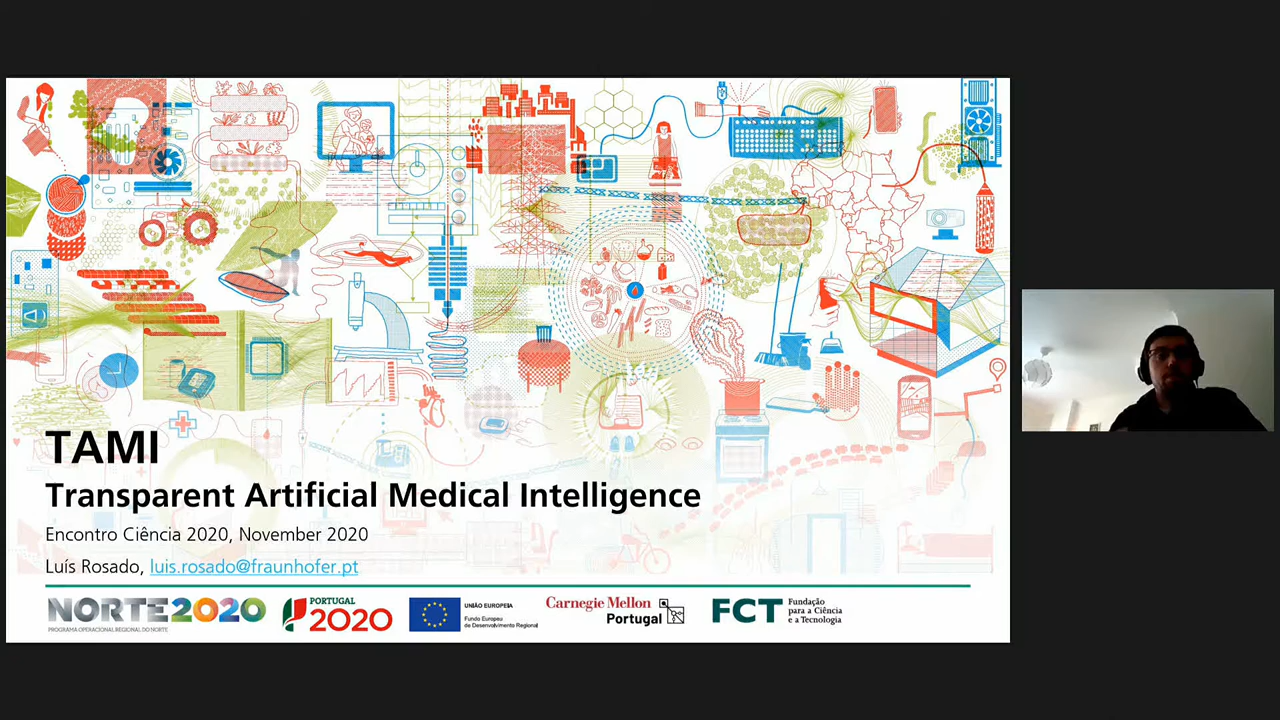 TAMI
Transparent Artificial Medical Intelligence
Encontro Ciência 2020, November 2020
Luís Rosado, luis.rosado@fraunhofer.pt
NORTE2020
PROGRAMA OPERACIONAL REGIONAL DO NORTE
PORTUGAL
2020
UNIÃO EUROPEIA
Fundo Europeu
de Desenvolvimento Regional
Carnegie Mellon
Portugal
FCT
Fundação
para a Ciência
e a Tecnologia